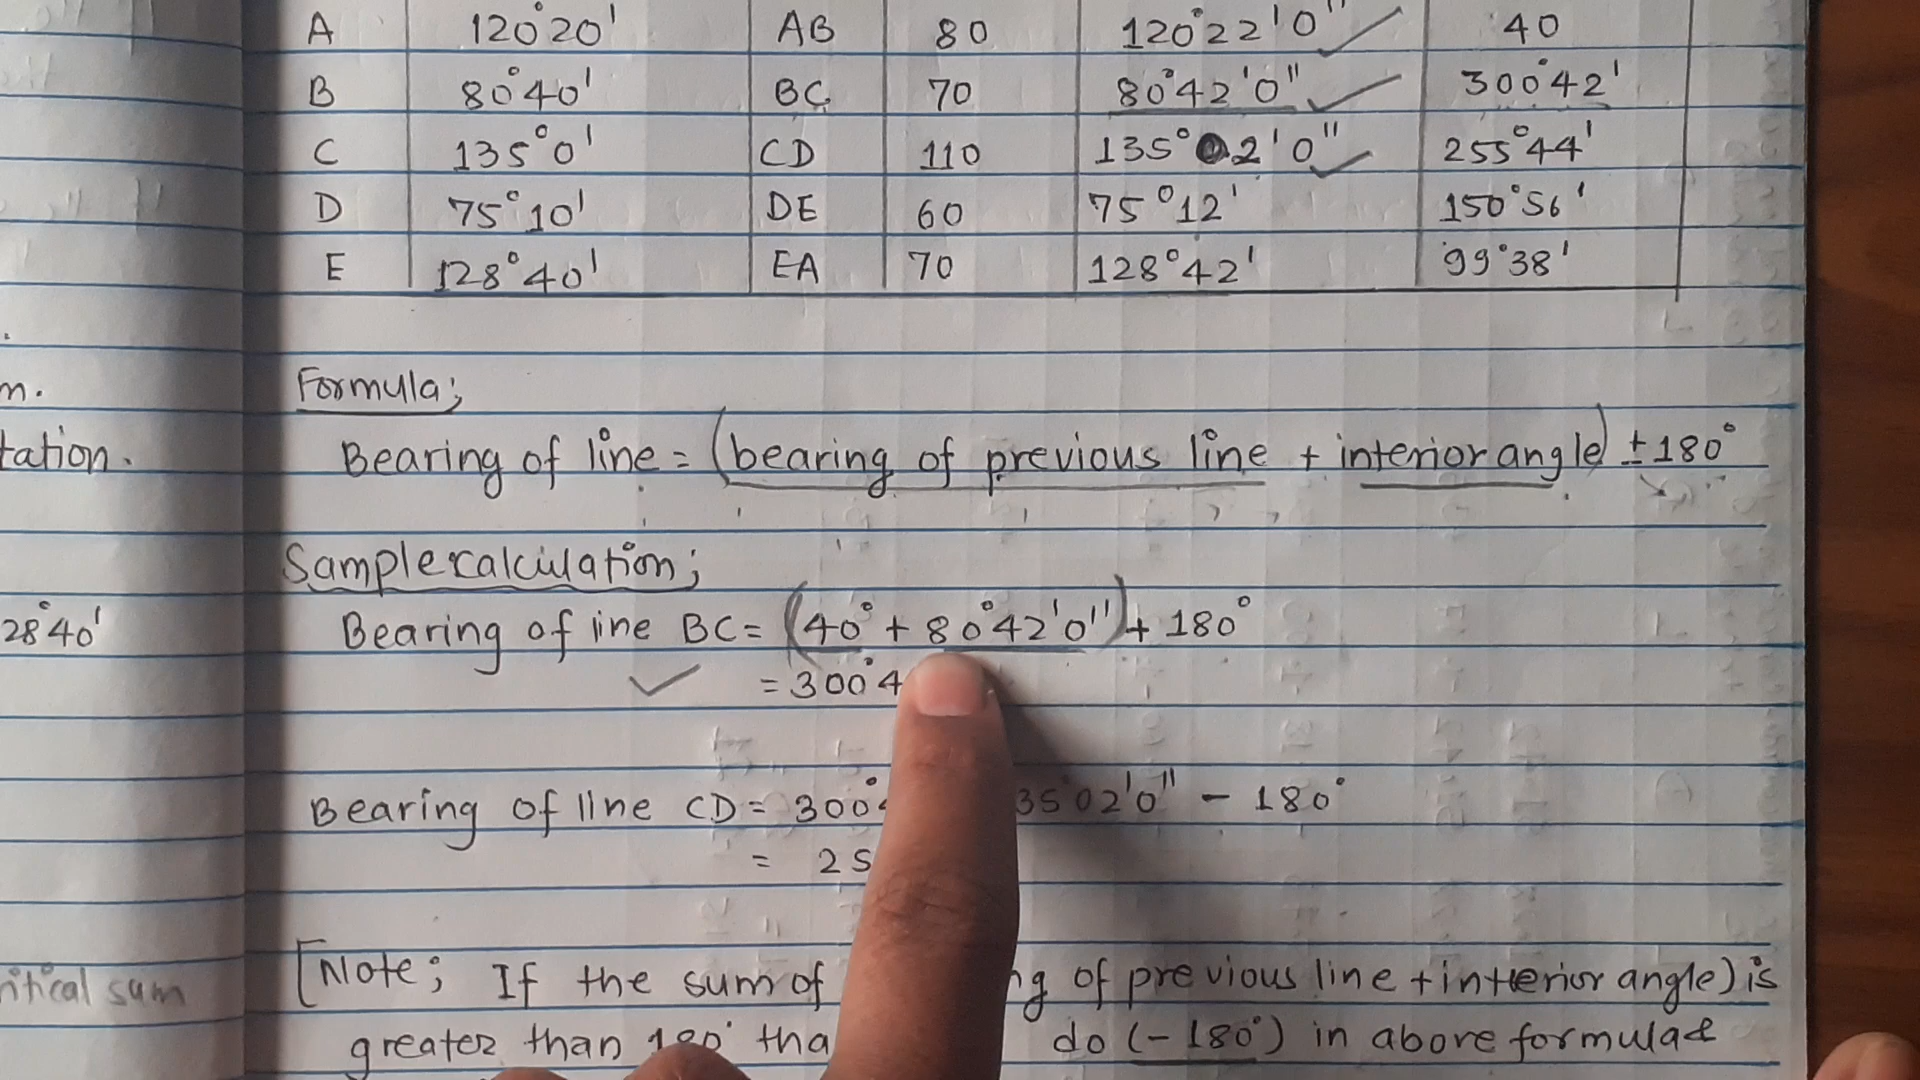 A 120°20' AB 80 120°22'0" 40
B 80°40' BC 70 80°42'0" 300°42'
C 135°0' CD 110 135°02'0" 255°44'
D 75°10' DE 60 75°12' 150°56'
E 128°40' EA 70 128°42' 99°38'
m.
Formula;
tation.
Bearing of line = (bearing of previous line + interior angle) ± 180°
Sample calculation;
28°40'
Bearing of line BC = (40° + 80°42'0") + 180°
= 300°4
Bearing of line CD = 300° 35°02'0" - 180°
= 25
itical sum
[Note; If the sum of g of previous line + interior angle) is
greater than 180° tha do (-180°) in above formula &